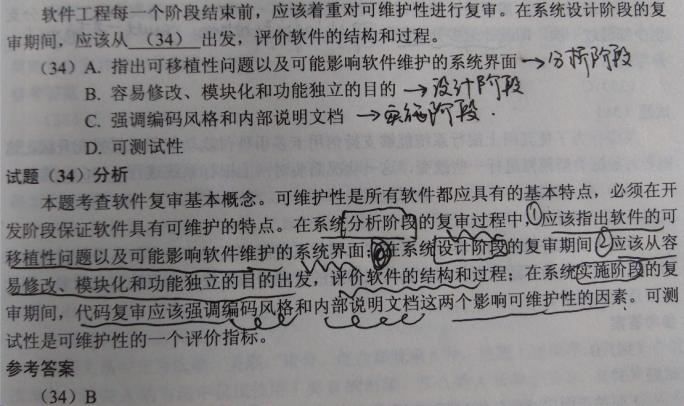 软件工程每一个阶段结束前，应该着重对可维护性进行复审。在系统设计阶段的复
审期间，应该从 （34） 出发，评价软件的结构和过程。
（34）A. 指出可移植性问题以及可能影响软件维护的系统界面 →分析阶段
B. 容易修改、模块化和功能独立的目的 →设计阶段
C. 强调编码风格和内部说明文档 →实施阶段.
D. 可测试性
试题（34）分析
本题考查软件复审基本概念。可维护性是所有软件都应具有的基本特点，必须在开
发阶段保证软件具有可维护的特点。在系统分析阶段的复审过程中，①应该指出软件的可
移植性问题以及可能影响软件维护的系统界面；在系统设计阶段的复审期间②应该从容
易修改、模块化和功能独立的目的出发，评价软件的结构和过程；在系统实施阶段的复
审期间，代码复审应该强调编码风格和内部说明文档这两个影响可维护性的因素。可测
试性是可维护性的一个评价指标。
参考答案
（34）B